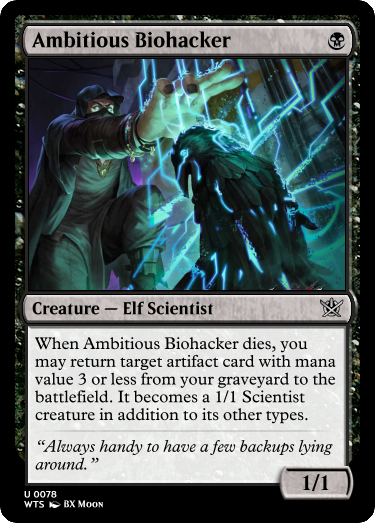 Ambitious Biohacker
Creature — Elf Scientist
When Ambitious Biohacker dies, you
may return target artifact card with mana
value 3 or less from your graveyard to the
battlefield. It becomes a 1/1 Scientist
creature in addition to its other types.
“Always handy to have a few backups lying
around.”
1/1
U 0078
WTS BX Moon